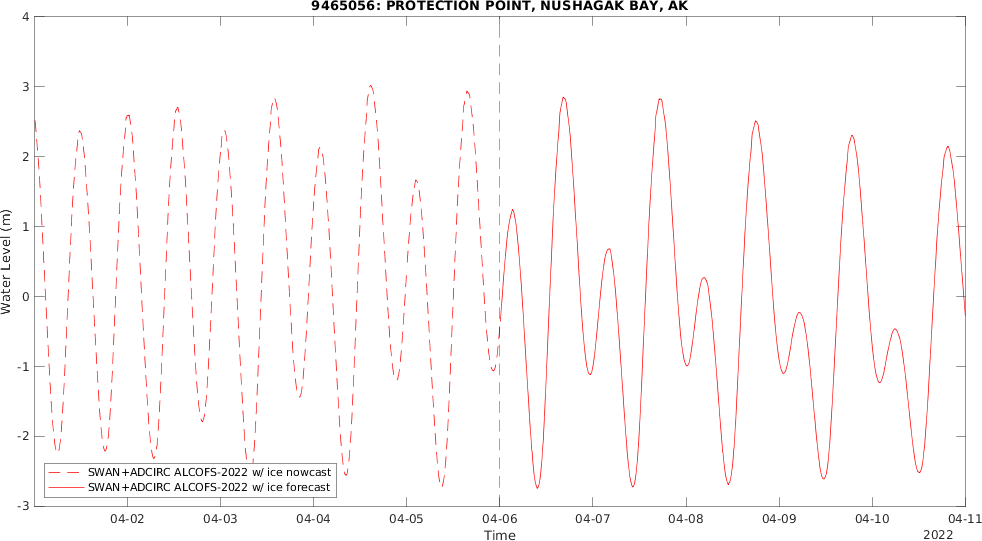 9465056: PROTECTION POINT, NUSHAGAK BAY, AK
4
3
2
1
0
-1
-2
-3
Water Level (m)
SWAN+ADCIRC ALCOFS-2022 w/ ice nowcast
SWAN+ADCIRC ALCOFS-2022 w/ ice forecast
04-02 04-03 04-04 04-05 04-06 04-07 04-08 04-09 04-10 04-11
Time
2022